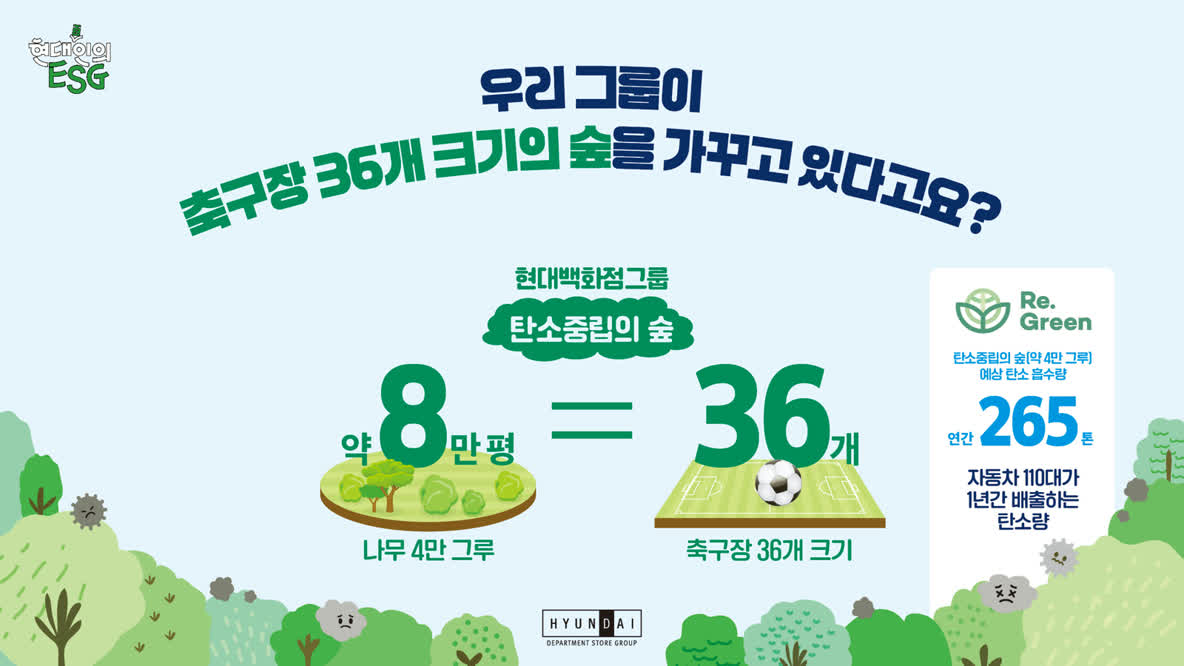 현대인의
ESG
우리 그룹이
축구장 36개 크기의 숲을 가꾸고 있다고요?
현대백화점그룹
탄소중립의 숲
약 8만 평 = 36개
나무 4만 그루
축구장 36개 크기
Re.
Green
탄소중립의 숲(약 4만 그루)
예상 탄소 흡수량
연간 265톤
자동차 110대가
1년간 배출하는
탄소량
HYUNDAI
DEPARTMENT STORE GROUP